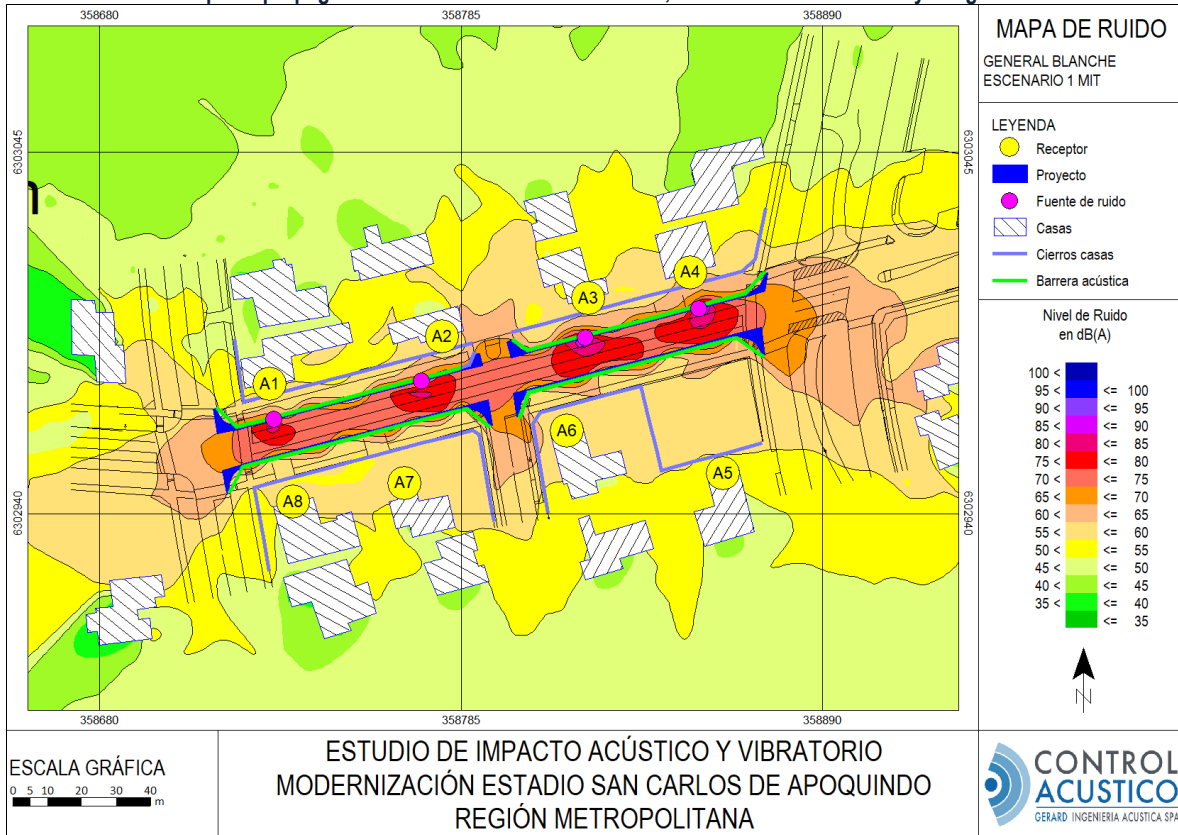 358680 358785 358890
MAPA DE RUIDO
GENERAL BLANCHE
ESCENARIO 1 MIT
LEYENDA
Receptor
Proyecto
Fuente de ruido
Casas
Cierros casas
Barrera acústica
Nivel de Ruido
en dB(A)
100 <
95 < <= 100
90 < <= 95
85 < <= 90
80 < <= 85
75 < <= 80
70 < <= 75
65 < <= 70
60 < <= 65
55 < <= 60
50 < <= 55
45 < <= 50
40 < <= 45
35 < <= 40
<= 35
N
6303045 6303045
A4
A3
A2
A1
A6
A5
A7
A8
6302940 6302940
358680 358785 358890
ESCALA GRÁFICA
0 5 10 20 30 40
m
ESTUDIO DE IMPACTO ACÚSTICO Y VIBRATORIO
MODERNIZACIÓN ESTADIO SAN CARLOS DE APOQUINDO
REGIÓN METROPOLITANA
CONTROL
ACUSTICO
GERARD INGENIERIA ACUSTICA SPA